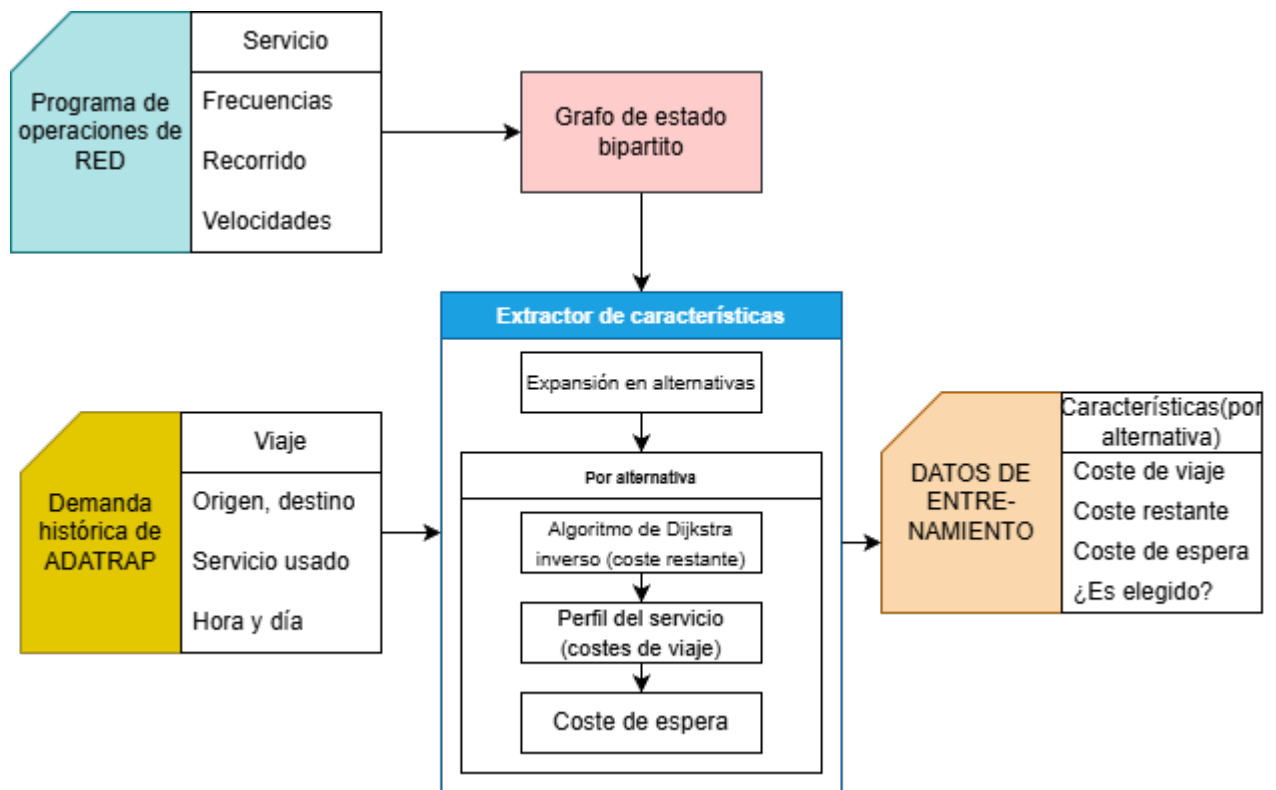 Servicio
Programa de
operaciones de
RED
Frecuencias
Recorrido
Velocidades
Grafo de estado
bipartito
Extractor de características
Expansión en alternativas
Por alternativa
Algoritmo de Dijkstra
inverso (coste restante)
Perfil del servicio
(costes de viaje)
Coste de espera
Viaje
Demanda
histórica de
ADATRAP
Origen, destino
Servicio usado
Hora y día
DATOS DE
ENTRE-
NAMIENTO
Características(por
alternativa)
Coste de viaje
Coste restante
Coste de espera
¿Es elegido?